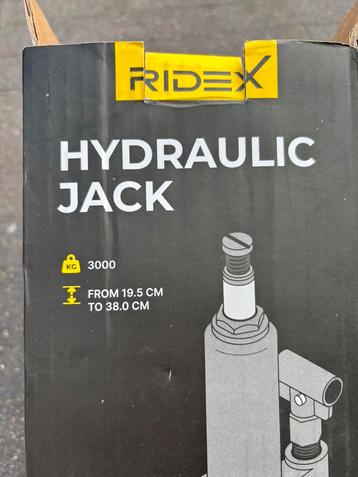 RIDEX
HYDRAULIC
JACK
KG 3000
FROM 19.5 CM
TO 38.0 CM